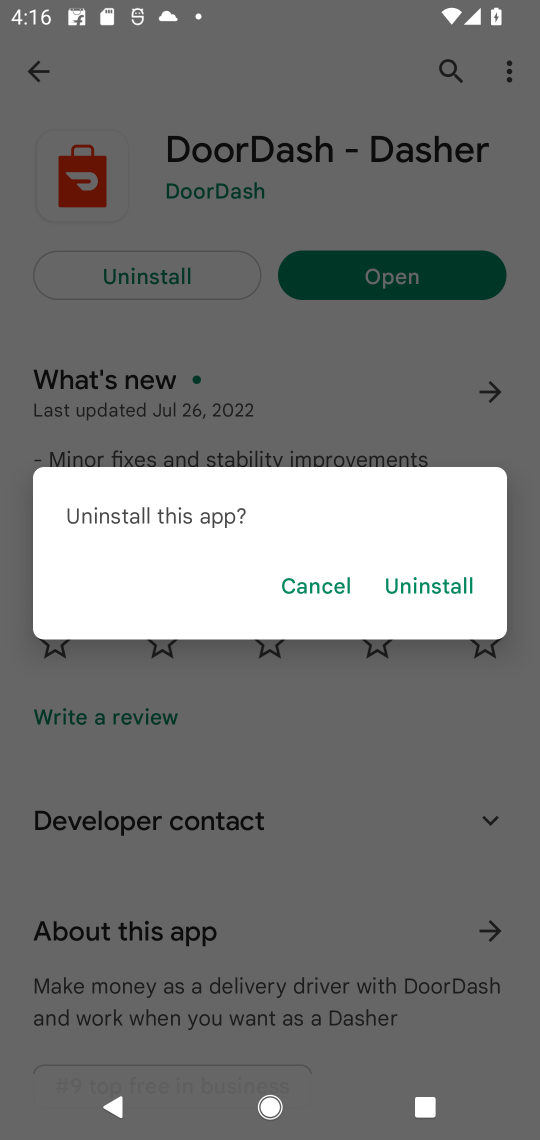 4:16
DoorDash - Dasher
DoorDash
Uninstall
Open
What's new
Last updated Jul 26, 2022
- Minor fixes and stability improvements
Uninstall this app?
Cancel
Uninstall
Write a review
Developer contact
About this app
Make money as a delivery driver with DoorDash
and work when you want as a Dasher
#9 top free in business